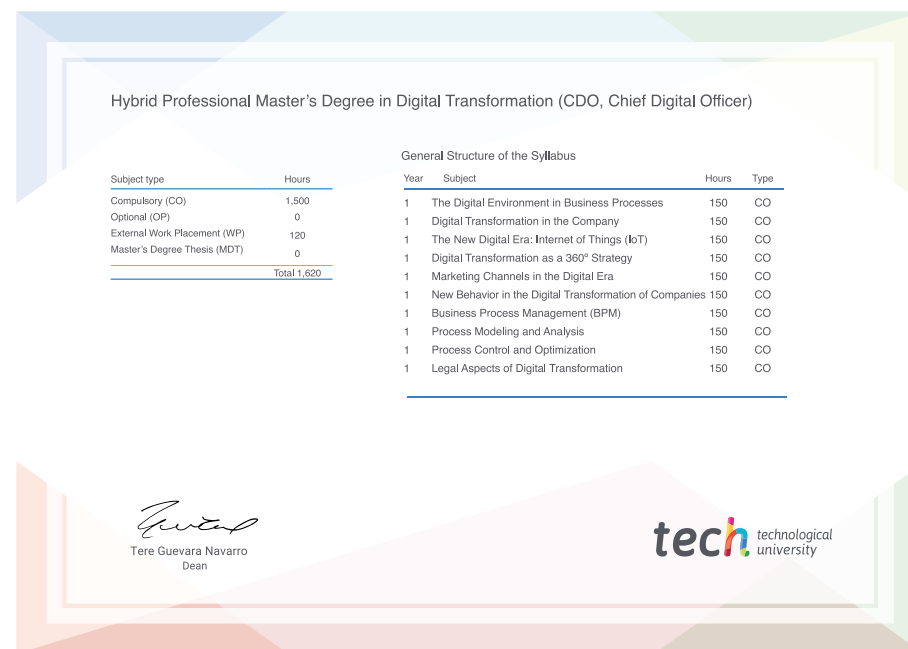 Hybrid Professional Master's Degree in Digital Transformation (CDO, Chief Digital Officer)
Subject type Hours
Compulsory (CO) 1,500
Optional (OP) 0
External Work Placement (WP) 120
Master's Degree Thesis (MDT) 0
Total 1,620
General Structure of the Syllabus
Year Subject Hours Type
1 The Digital Environment in Business Processes 150 CO
1 Digital Transformation in the Company 150 CO
1 The New Digital Era: Internet of Things (IoT) 150 CO
1 Digital Transformation as a 360º Strategy 150 CO
1 Marketing Channels in the Digital Era 150 CO
1 New Behavior in the Digital Transformation of Companies 150 CO
1 Business Process Management (BPM) 150 CO
1 Process Modeling and Analysis 150 CO
1 Process Control and Optimization 150 CO
1 Legal Aspects of Digital Transformation 150 CO
Tere Guevara Navarro
Dean
tech technological
university